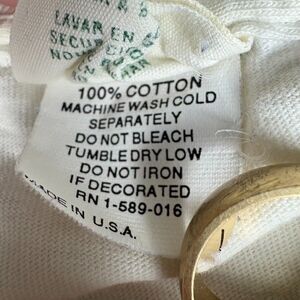 LAVAR EN
100% COTTON
MACHINE WASH COLD
SEPARATELY
DO NOT BLEACH
TUMBLE DRY LOW
DO NOT IRON
IF DECORATED
RN 1-589-016
MADE IN U.S.A.